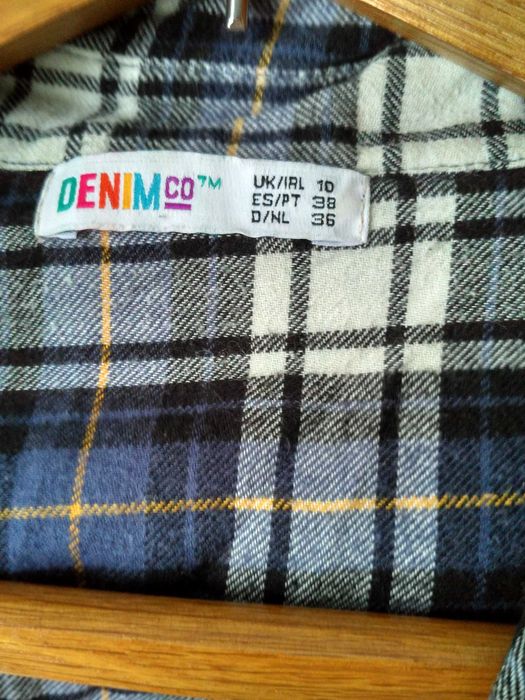 DENIMCO™
UK/IRL 10
ES/PT 38
D/NL 36